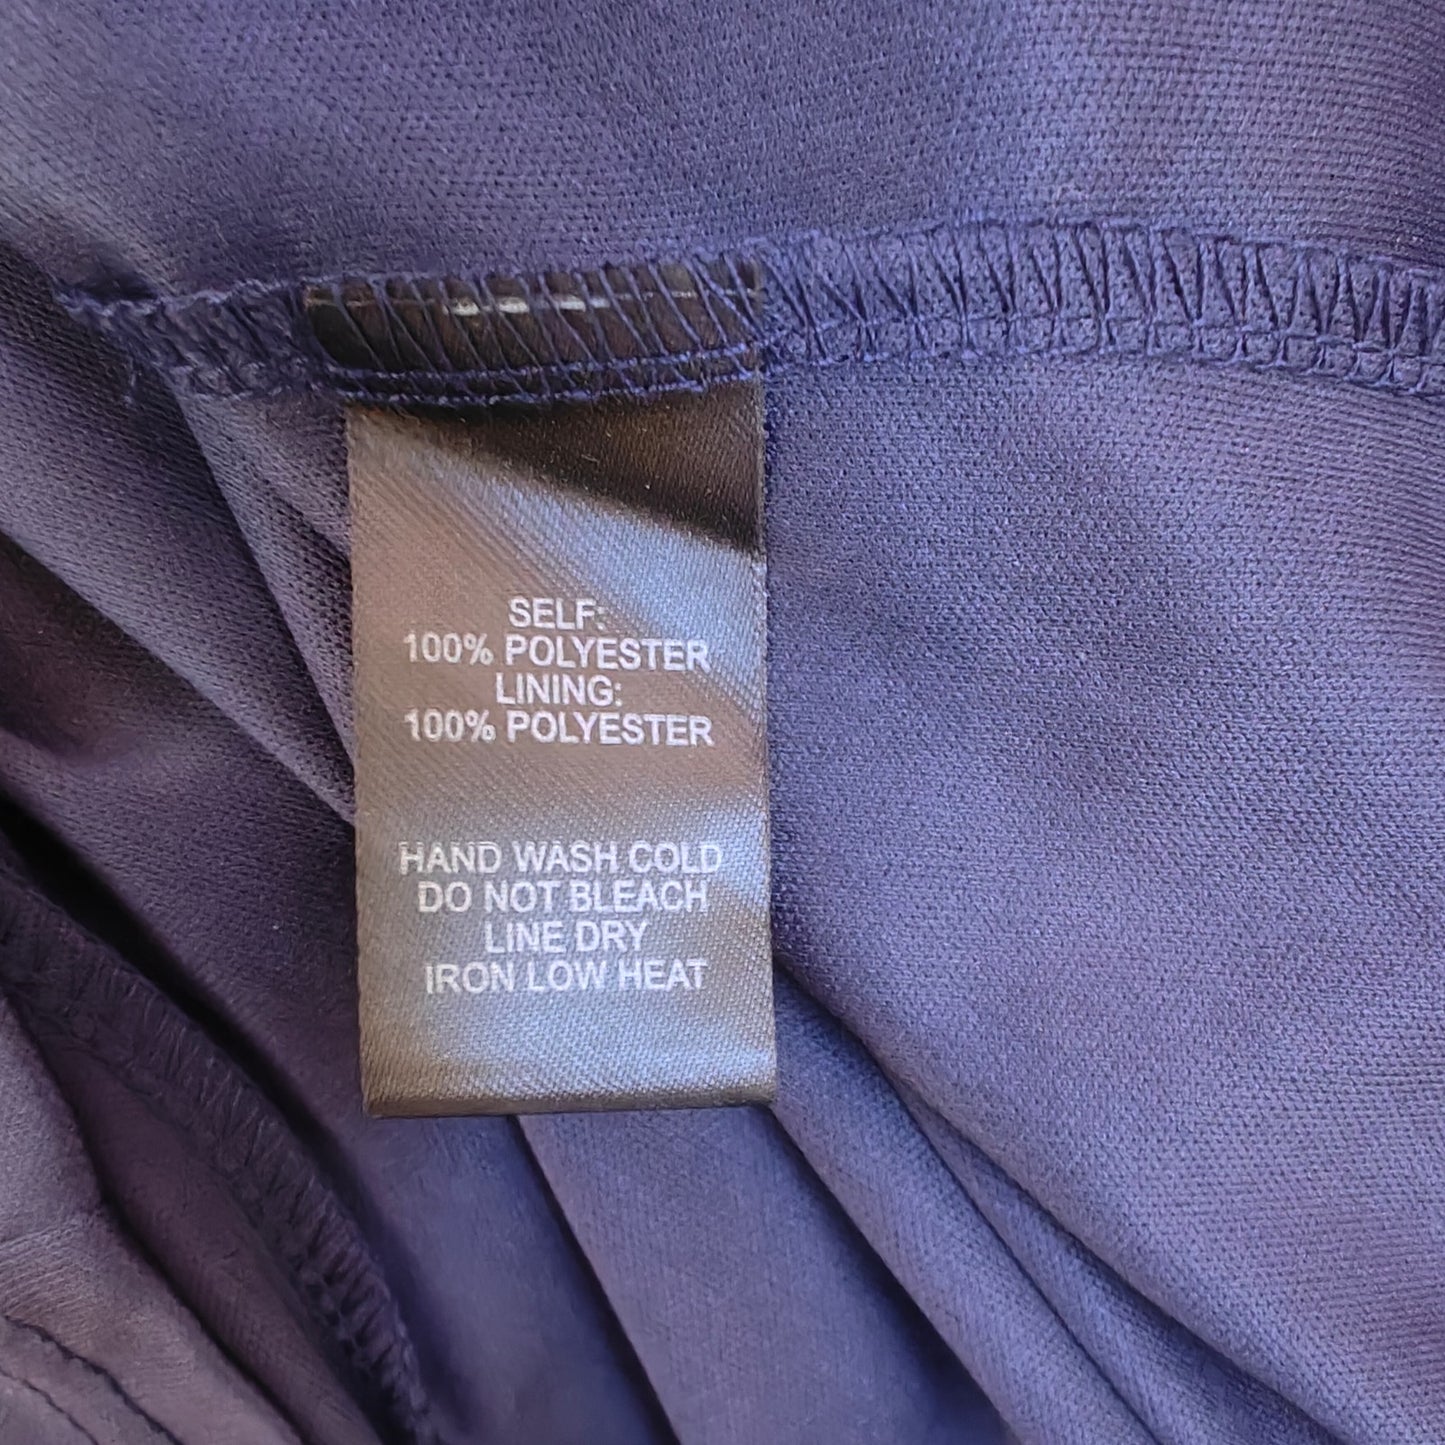 SELF:
100% POLYESTER
LINING:
100% POLYESTER
HAND WASH COLD
DO NOT BLEACH
LINE DRY
IRON LOW HEAT